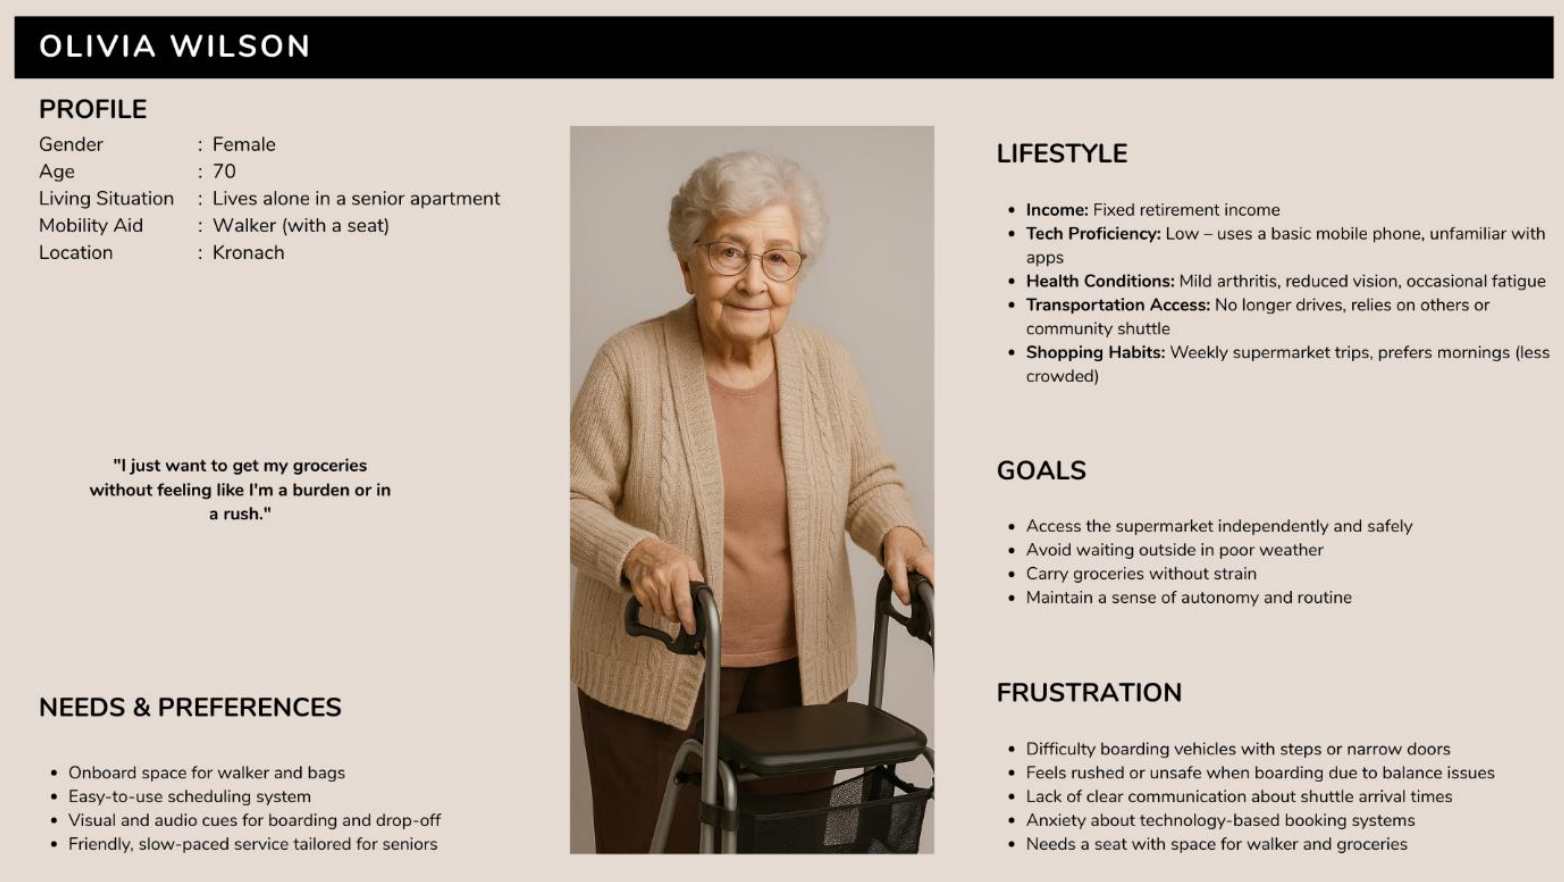 OLIVIA WILSON
PROFILE
Gender : Female
Age : 70
Living Situation : Lives alone in a senior apartment
Mobility Aid : Walker (with a seat)
Location : Kronach
"I just want to get my groceries
without feeling like I'm a burden or in
a rush."
NEEDS & PREFERENCES
• Onboard space for walker and bags
• Easy-to-use scheduling system
• Visual and audio cues for boarding and drop-off
• Friendly, slow-paced service tailored for seniors
LIFESTYLE
• Income: Fixed retirement income
• Tech Proficiency: Low – uses a basic mobile phone, unfamiliar with
apps
• Health Conditions: Mild arthritis, reduced vision, occasional fatigue
• Transportation Access: No longer drives, relies on others or
community shuttle
• Shopping Habits: Weekly supermarket trips, prefers mornings (less
crowded)
GOALS
• Access the supermarket independently and safely
• Avoid waiting outside in poor weather
• Carry groceries without strain
• Maintain a sense of autonomy and routine
FRUSTRATION
• Difficulty boarding vehicles with steps or narrow doors
• Feels rushed or unsafe when boarding due to balance issues
• Lack of clear communication about shuttle arrival times
• Anxiety about technology-based booking systems
• Needs a seat with space for walker and groceries